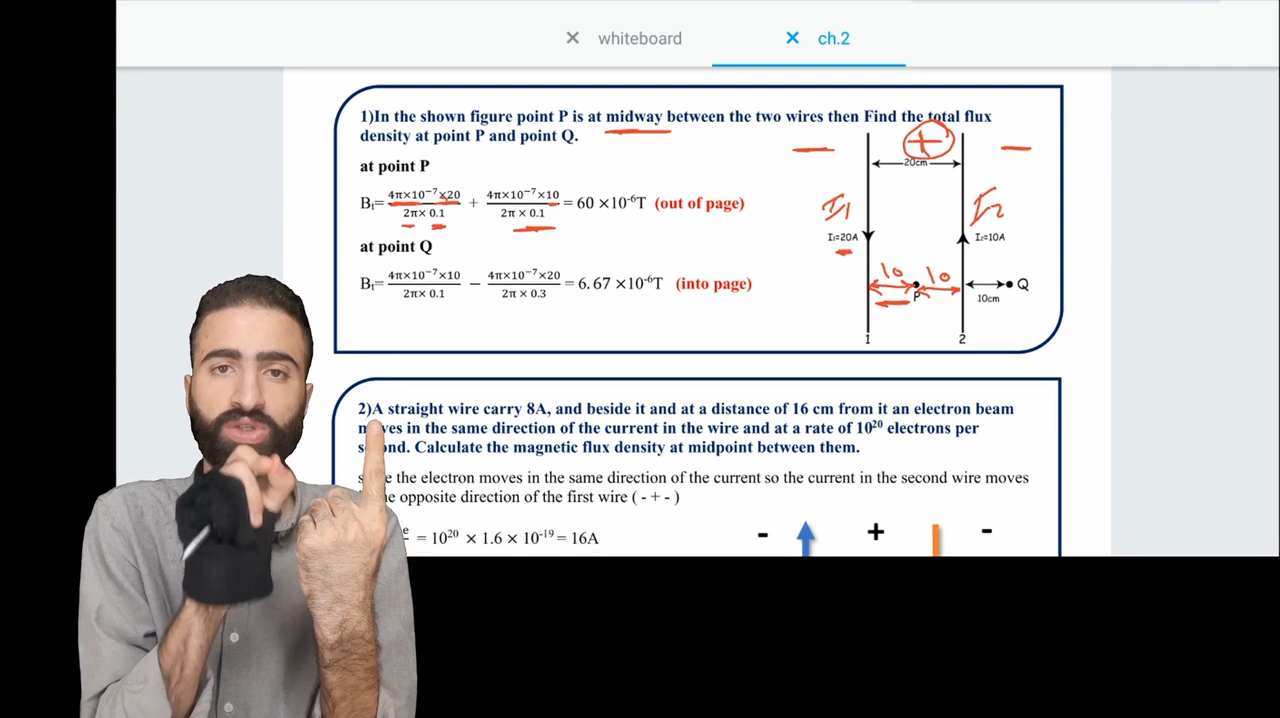 × whiteboard × ch.2
1)In the shown figure point P is at midway between the two wires then Find the total flux
density at point P and point Q.
at point P
Bt= 4π×10⁻⁷×20 / 2π× 0.1 + 4π×10⁻⁷×10 / 2π × 0.1 = 60 ×10⁻⁶T (out of page)
at point Q
Bt= 4π×10⁻⁷×10 / 2π× 0.1 − 4π×10⁻⁷×20 / 2π × 0.3 = 6.67 ×10⁻⁶T (into page)
+
20cm
I1 I2
I₁=20A I₂=10A
10 10
P Q
10cm
1 2
2)A straight wire carry 8A, and beside it and at a distance of 16 cm from it an electron beam
in the same direction of the current in the wire and at a rate of 10²⁰ electrons per
Calculate the magnetic flux density at midpoint between them.
the electron moves in the same direction of the current so the current in the second wire moves
opposite direction of the first wire ( - + - )
e = 10²⁰ × 1.6 × 10⁻¹⁹ = 16A
- + -